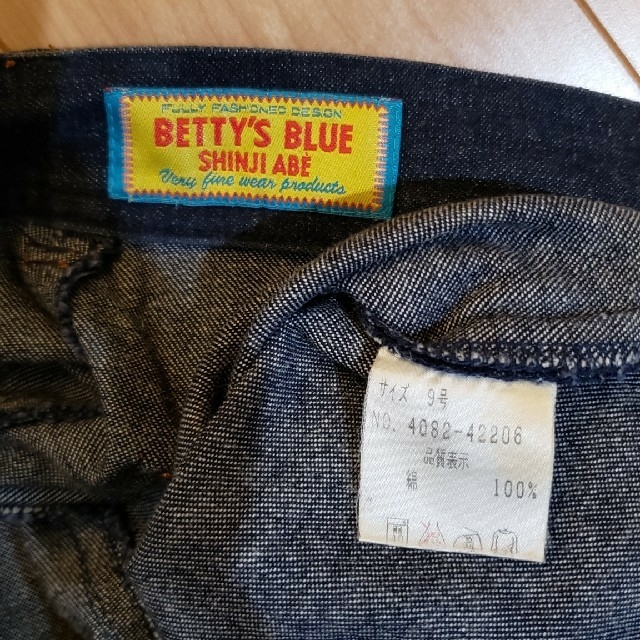 FULLY FASHIONED DESIGN
BETTY'S BLUE
SHINJI ABÉ
Very fine wear products
サイズ 9号
NO. 4082-42206
品質表示
綿 100%